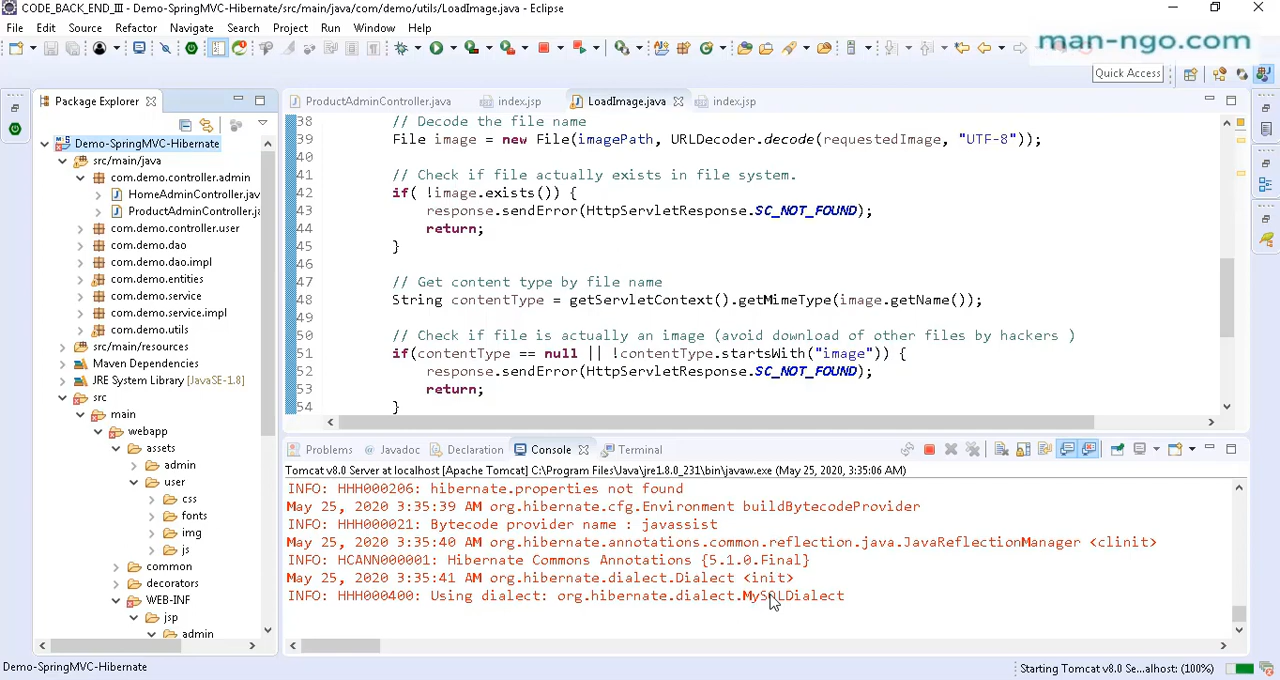 CODE_BACK_END_III - Demo-SpringMVC-Hibernate/src/main/java/com/demo/utils/LoadImage.java - Eclipse
File Edit Source Refactor Navigate Search Project Run Window Help
man-ngo.com
Quick Access
Package Explorer
Demo-SpringMVC-Hibernate
src/main/java
com.demo.controller.admin
HomeAdminController.jav
ProductAdminController.ja
com.demo.controller.user
com.demo.dao
com.demo.dao.impl
com.demo.entities
com.demo.service
com.demo.service.impl
com.demo.utils
src/main/resources
Maven Dependencies
JRE System Library [JavaSE-1.8]
src
main
webapp
assets
admin
user
css
fonts
img
js
common
decorators
WEB-INF
jsp
admin
ProductAdminController.java index.jsp LoadImage.java index.jsp
38 // Decode the file name
39 File image = new File(imagePath, URLDecoder.decode(requestedImage, "UTF-8"));
40
41 // Check if file actually exists in file system.
42 if( !image.exists()) {
43 response.sendError(HttpServletResponse.SC_NOT_FOUND);
44 return;
45 }
46
47 // Get content type by file name
48 String contentType = getServletContext().getMimeType(image.getName());
49
50 // Check if file is actually an image (avoid download of other files by hackers )
51 if(contentType == null || !contentType.startsWith("image")) {
52 response.sendError(HttpServletResponse.SC_NOT_FOUND);
53 return;
54 }
Problems Javadoc Declaration Console Terminal
Tomcat v8.0 Server at localhost [Apache Tomcat] C:\Program Files\Java\jre1.8.0_231\bin\javaw.exe (May 25, 2020 3:35:06 AM)
INFO: HHH000206: hibernate.properties not found
May 25, 2020 3:35:39 AM org.hibernate.cfg.Environment buildBytecodeProvider
INFO: HHH000021: Bytecode provider name : javassist
May 25, 2020 3:35:40 AM org.hibernate.annotations.common.reflection.java.JavaReflectionManager <clinit>
INFO: HCANN000001: Hibernate Commons Annotations {5.1.0.Final}
May 25, 2020 3:35:41 AM org.hibernate.dialect.Dialect <init>
INFO: HHH000400: Using dialect: org.hibernate.dialect.MySQLDialect
Demo-SpringMVC-Hibernate
Starting Tomcat v8.0 Se...alhost: (100%)